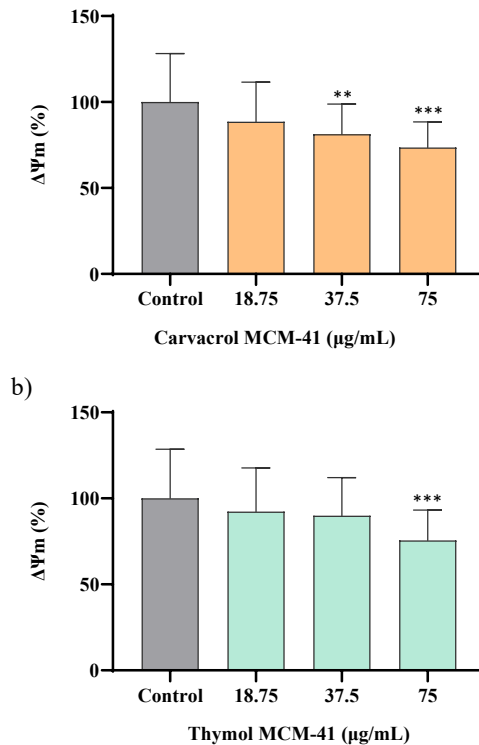 150
100
50
0
ΔΨm (%)
** ***
Control 18.75 37.5 75
Carvacrol MCM-41 (µg/mL)
b)
150
100
50
0
ΔΨm (%)
***
Control 18.75 37.5 75
Thymol MCM-41 (µg/mL)